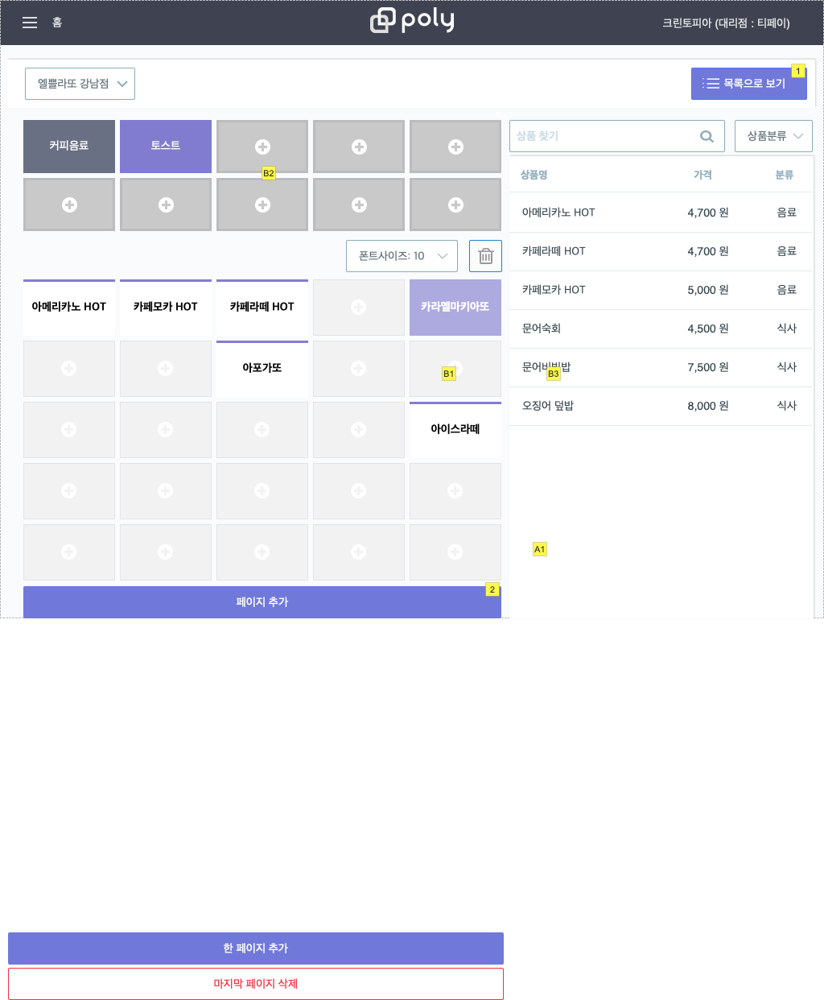 홈
poly
크린토피아 (대리점 : 티페이)
엘쁠라또 강남점
목록으로 보기
1
커피음료
토스트
B2
상품 찾기
상품분류
상품명 가격 분류
아메리카노 HOT 4,700 원 음료
카페라떼 HOT 4,700 원 음료
카페모카 HOT 5,000 원 음료
문어숙회 4,500 원 식사
문어비빔밥 7,500 원 식사
B3
오징어 덮밥 8,000 원 식사
A1
폰트사이즈: 10
아메리카노 HOT
카페모카 HOT
카페라떼 HOT
카라멜마키아또
아포가또
B1
아이스라떼
2
페이지 추가
한 페이지 추가
마지막 페이지 삭제